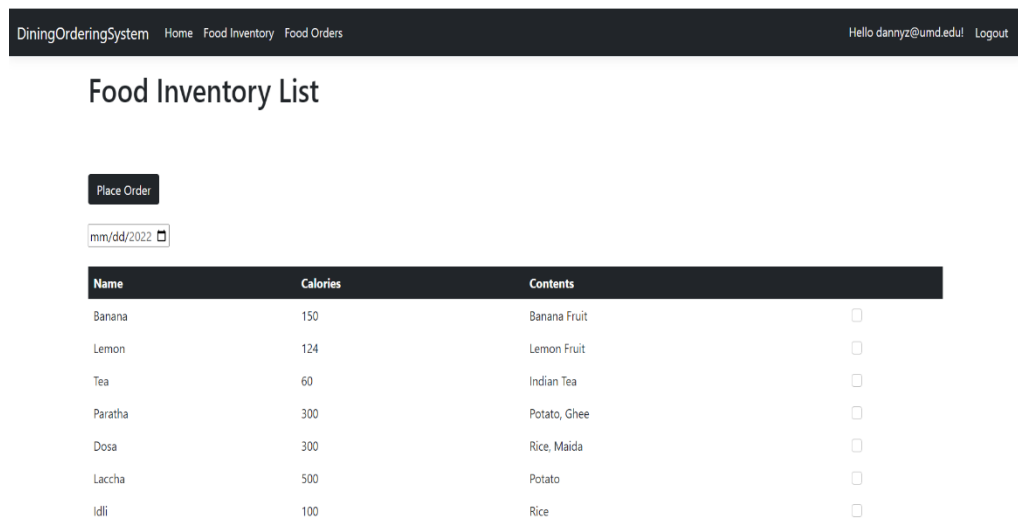 DiningOrderingSystem Home Food Inventory Food Orders Hello dannyz@umd.edu! Logout
Food Inventory List
Place Order
mm/dd/2022
Name Calories Contents
Banana 150 Banana Fruit
Lemon 124 Lemon Fruit
Tea 60 Indian Tea
Paratha 300 Potato, Ghee
Dosa 300 Rice, Maida
Laccha 500 Potato
Idli 100 Rice